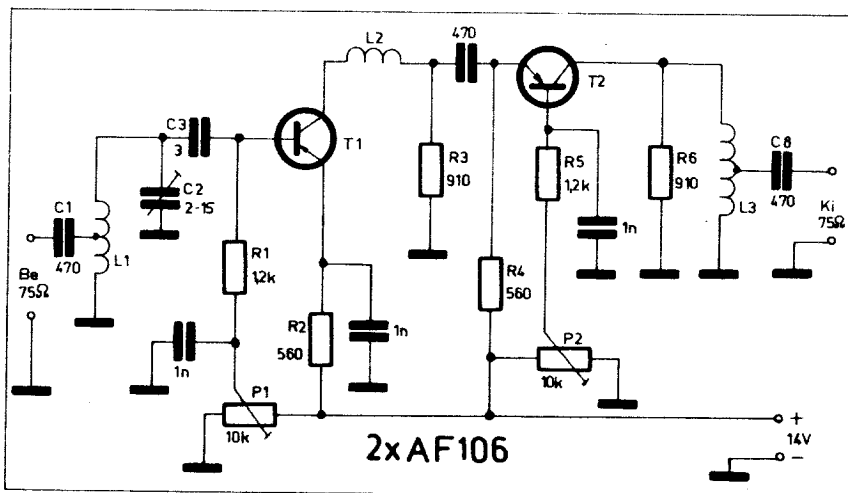 L2
470
T2
C3
3
T1
C2
2-15
R3
910
R5
1,2k
R6
910
C8
470
L3
Ki
75Ω
C1
470
L1
Be
75Ω
R1
1,2k
1n
R4
560
R2
560
1n
1n
P2
10k
P1
10k
+
14V
−
2xAF106